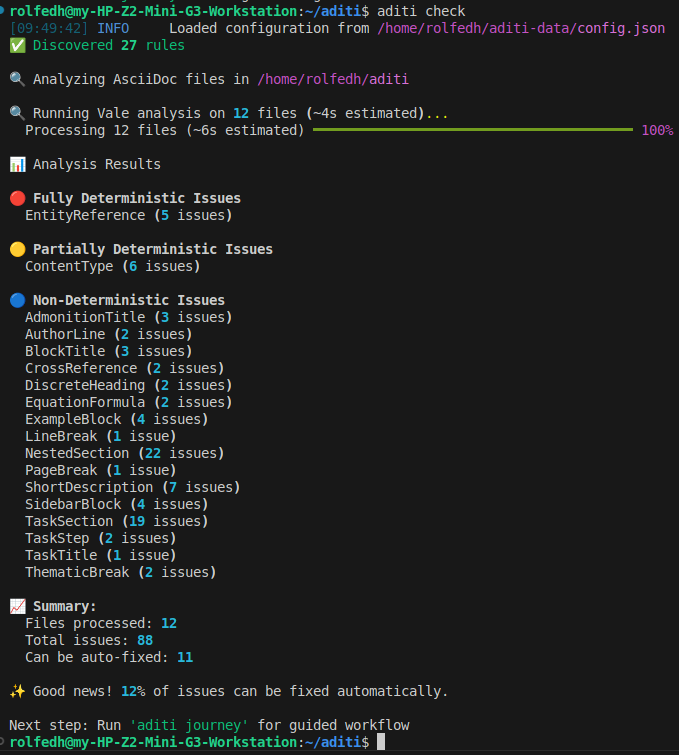 rolfedh@my-HP-Z2-Mini-G3-Workstation:~/aditi$ aditi check
[09:49:42] INFO     Loaded configuration from /home/rolfedh/aditi-data/config.json
✅ Discovered 27 rules
🔍 Analyzing AsciiDoc files in /home/rolfedh/aditi
🔍 Running Vale analysis on 12 files (~4s estimated)...
Processing 12 files (~6s estimated) 100%
📊 Analysis Results
🔴 Fully Deterministic Issues
EntityReference (5 issues)
🟡 Partially Deterministic Issues
ContentType (6 issues)
🔵 Non-Deterministic Issues
AdmonitionTitle (3 issues)
AuthorLine (2 issues)
BlockTitle (3 issues)
CrossReference (2 issues)
DiscreteHeading (2 issues)
EquationFormula (2 issues)
ExampleBlock (4 issues)
LineBreak (1 issue)
NestedSection (22 issues)
PageBreak (1 issue)
ShortDescription (7 issues)
SidebarBlock (4 issues)
TaskSection (19 issues)
TaskStep (2 issues)
TaskTitle (1 issue)
ThematicBreak (2 issues)
📈 Summary:
Files processed: 12
Total issues: 88
Can be auto-fixed: 11
✨ Good news! 12% of issues can be fixed automatically.
Next step: Run 'aditi journey' for guided workflow
rolfedh@my-HP-Z2-Mini-G3-Workstation:~/aditi$